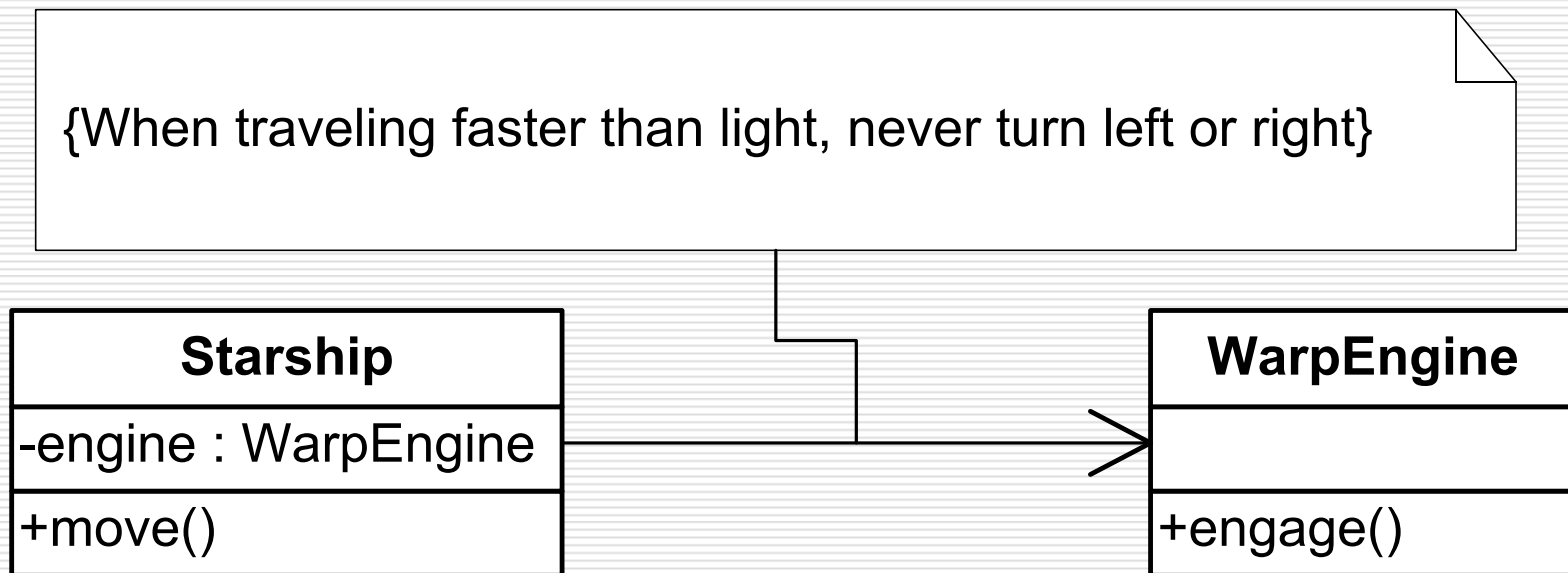 {When traveling faster than light, never turn left or right}
Starship
-engine : WarpEngine
+move()
WarpEngine
+engage()